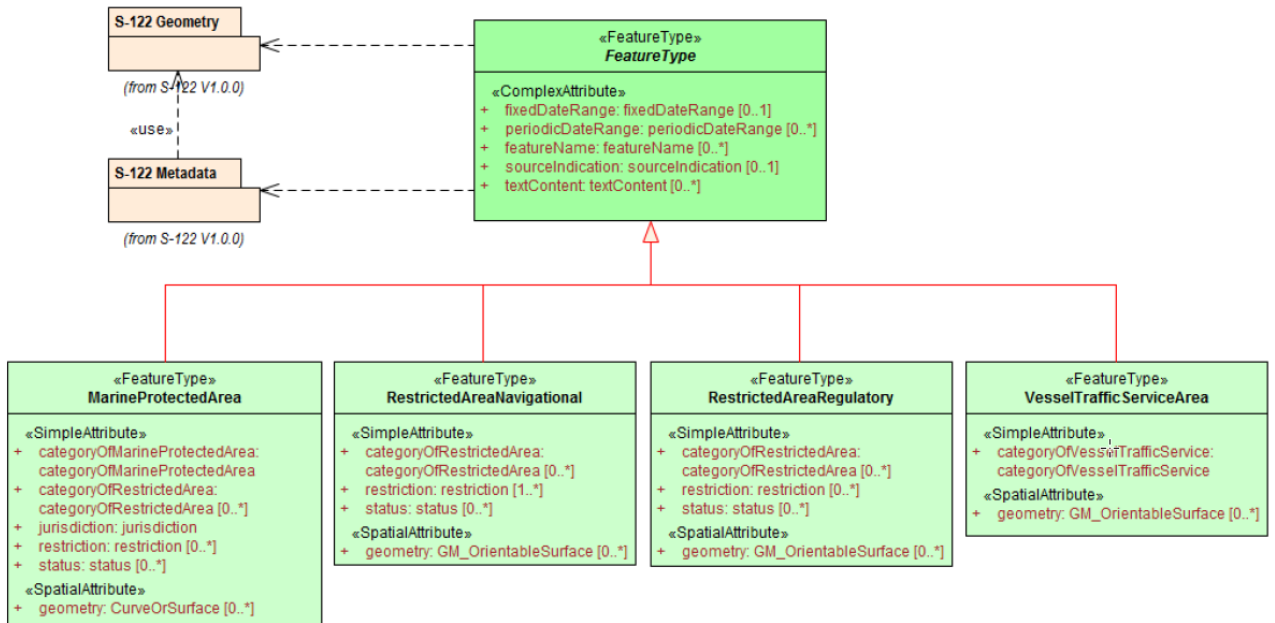 S-122 Geometry
(from S-122 V1.0.0)
«use»
S-122 Metadata
(from S-122 V1.0.0)
«FeatureType»
FeatureType
«ComplexAttribute»
+ fixedDateRange: fixedDateRange [0..1]
+ periodicDateRange: periodicDateRange [0..*]
+ featureName: featureName [0..*]
+ sourceIndication: sourceIndication [0..1]
+ textContent: textContent [0..*]
«FeatureType»
MarineProtectedArea
«SimpleAttribute»
+ categoryOfMarineProtectedArea:
categoryOfMarineProtectedArea
+ categoryOfRestrictedArea:
categoryOfRestrictedArea [0..*]
+ jurisdiction: jurisdiction
+ restriction: restriction [0..*]
+ status: status [0..*]
«SpatialAttribute»
+ geometry: CurveOrSurface [0..*]
«FeatureType»
RestrictedAreaNavigational
«SimpleAttribute»
+ categoryOfRestrictedArea:
categoryOfRestrictedArea [0..*]
+ restriction: restriction [1..*]
+ status: status [0..*]
«SpatialAttribute»
+ geometry: GM_OrientableSurface [0..*]
«FeatureType»
RestrictedAreaRegulatory
«SimpleAttribute»
+ categoryOfRestrictedArea:
categoryOfRestrictedArea [0..*]
+ restriction: restriction [0..*]
+ status: status [0..*]
«SpatialAttribute»
+ geometry: GM_OrientableSurface [0..*]
«FeatureType»
VesselTrafficServiceArea
«SimpleAttribute»
+ categoryOfVesselTrafficService:
categoryOfVesselTrafficService
«SpatialAttribute»
+ geometry: GM_OrientableSurface [0..*]